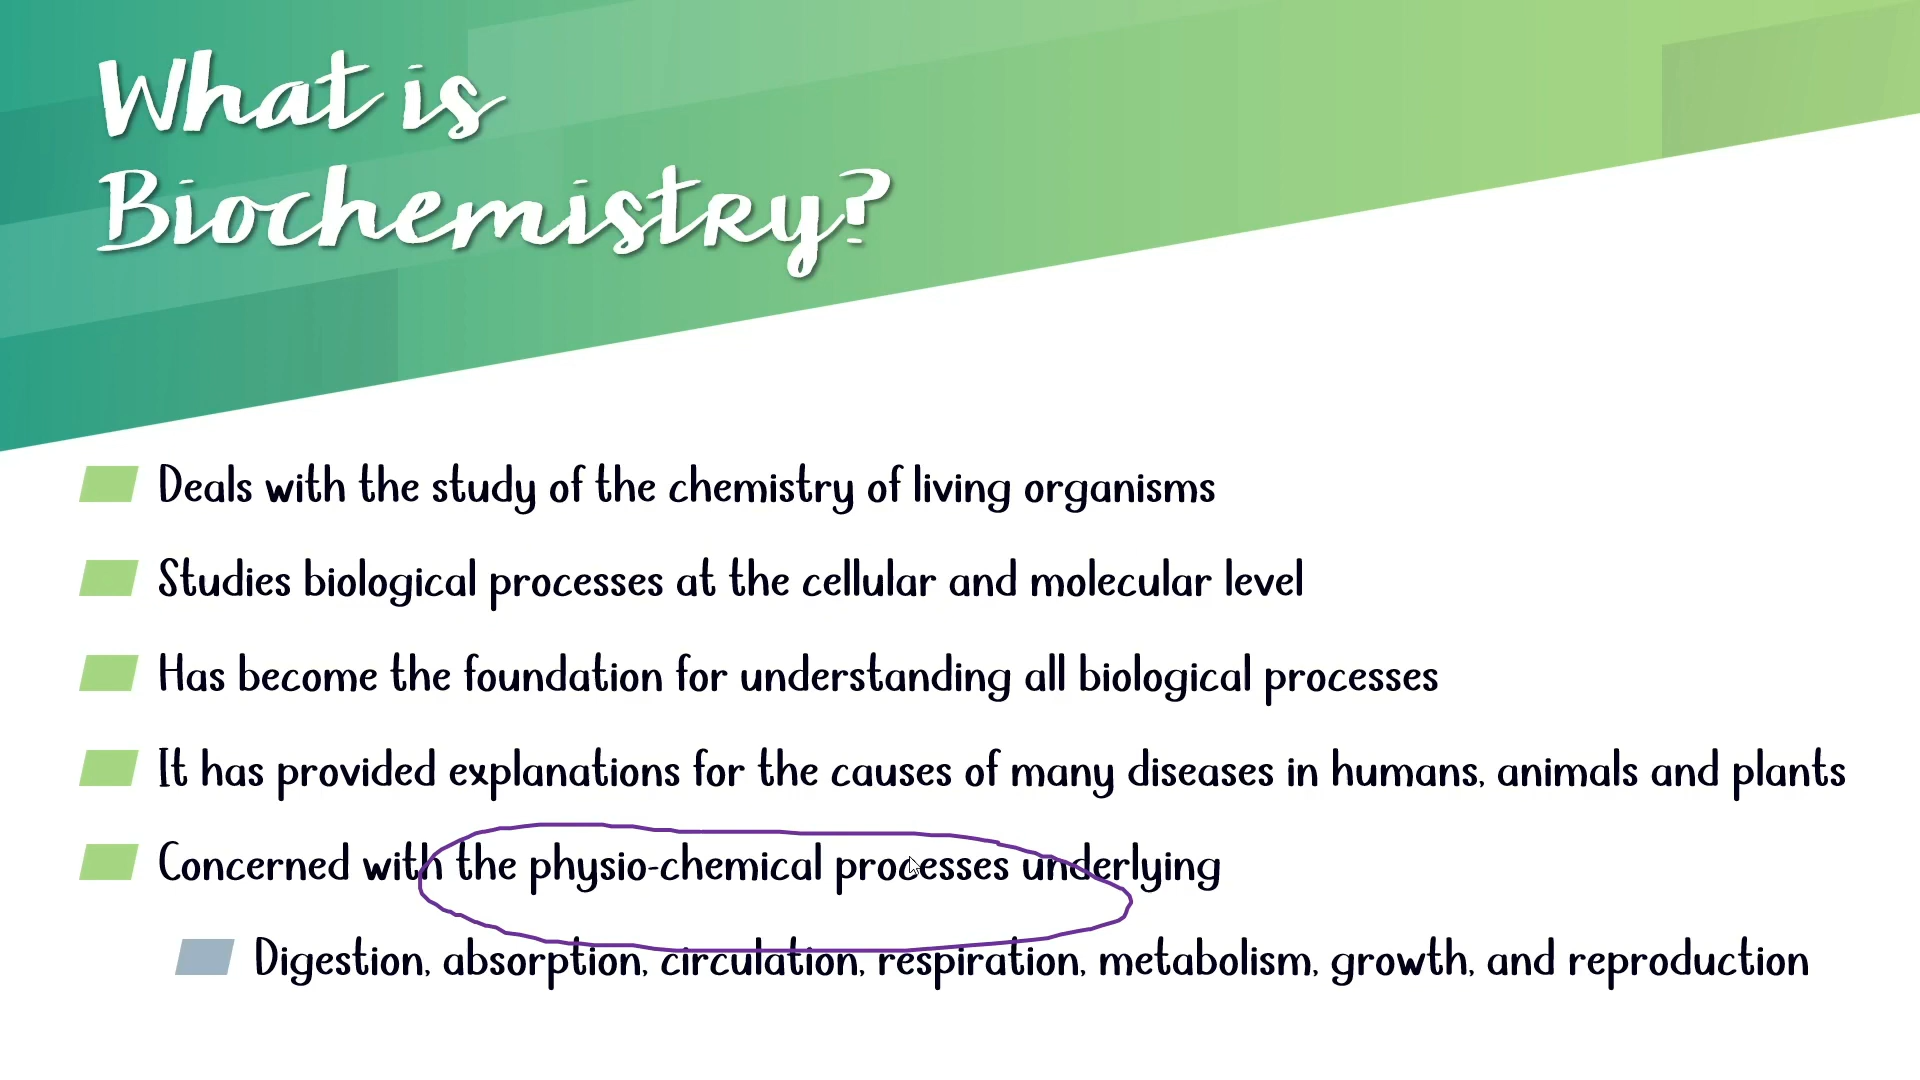 What is
Biochemistry?
Deals with the study of the chemistry of living organisms
Studies biological processes at the cellular and molecular level
Has become the foundation for understanding all biological processes
It has provided explanations for the causes of many diseases in humans, animals and plants
Concerned with the physio-chemical processes underlying
Digestion, absorption, circulation, respiration, metabolism, growth, and reproduction